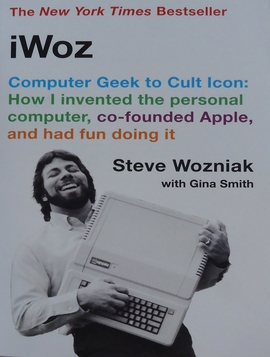 The New York Times Bestseller
iWoz
Computer Geek to Cult Icon:
How I invented the personal
computer, co-founded Apple,
and had fun doing it
Steve Wozniak
with Gina Smith